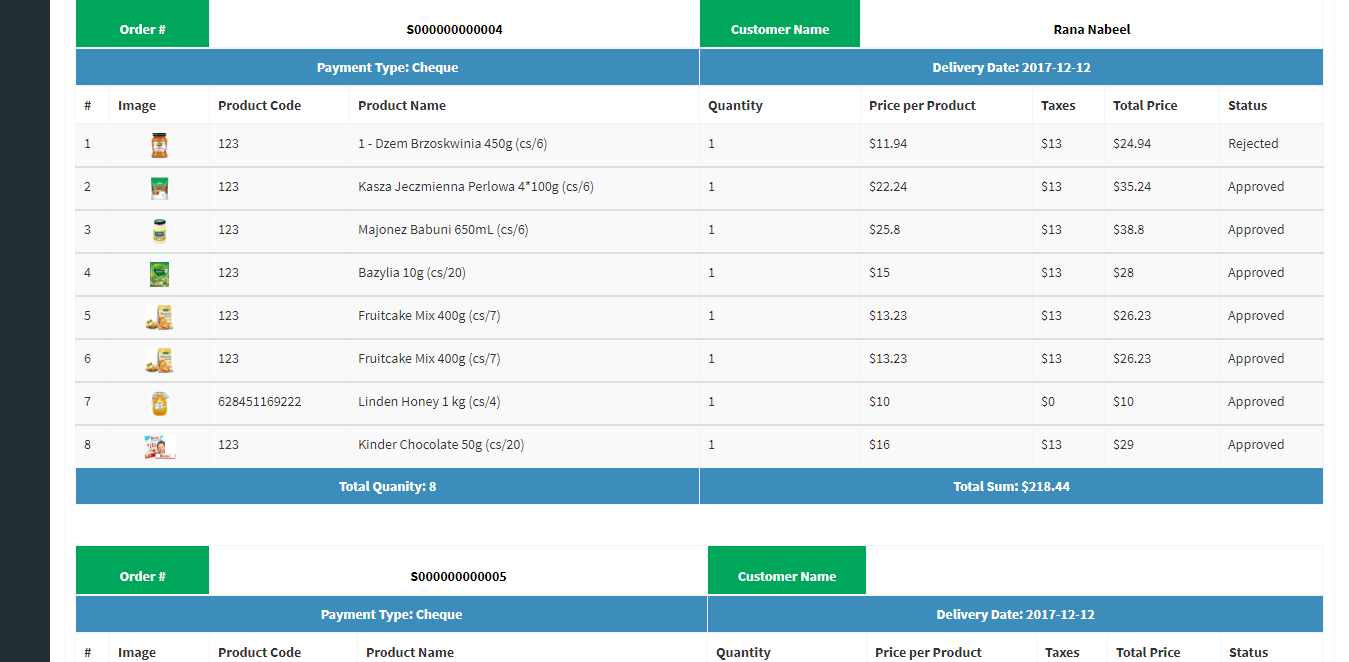 Order # S000000000004 Customer Name Rana Nabeel
Payment Type: Cheque Delivery Date: 2017-12-12
# Image Product Code Product Name Quantity Price per Product Taxes Total Price Status
1 123 1 - Dzem Brzoskwinia 450g (cs/6) 1 $11.94 $13 $24.94 Rejected
2 123 Kasza Jeczmienna Perlowa 4*100g (cs/6) 1 $22.24 $13 $35.24 Approved
3 123 Majonez Babuni 650mL (cs/6) 1 $25.8 $13 $38.8 Approved
4 123 Bazylia 10g (cs/20) 1 $15 $13 $28 Approved
5 123 Fruitcake Mix 400g (cs/7) 1 $13.23 $13 $26.23 Approved
6 123 Fruitcake Mix 400g (cs/7) 1 $13.23 $13 $26.23 Approved
7 628451169222 Linden Honey 1 kg (cs/4) 1 $10 $0 $10 Approved
8 123 Kinder Chocolate 50g (cs/20) 1 $16 $13 $29 Approved
Total Quanity: 8 Total Sum: $218.44
Order # S000000000005 Customer Name
Payment Type: Cheque Delivery Date: 2017-12-12
# Image Product Code Product Name Quantity Price per Product Taxes Total Price Status